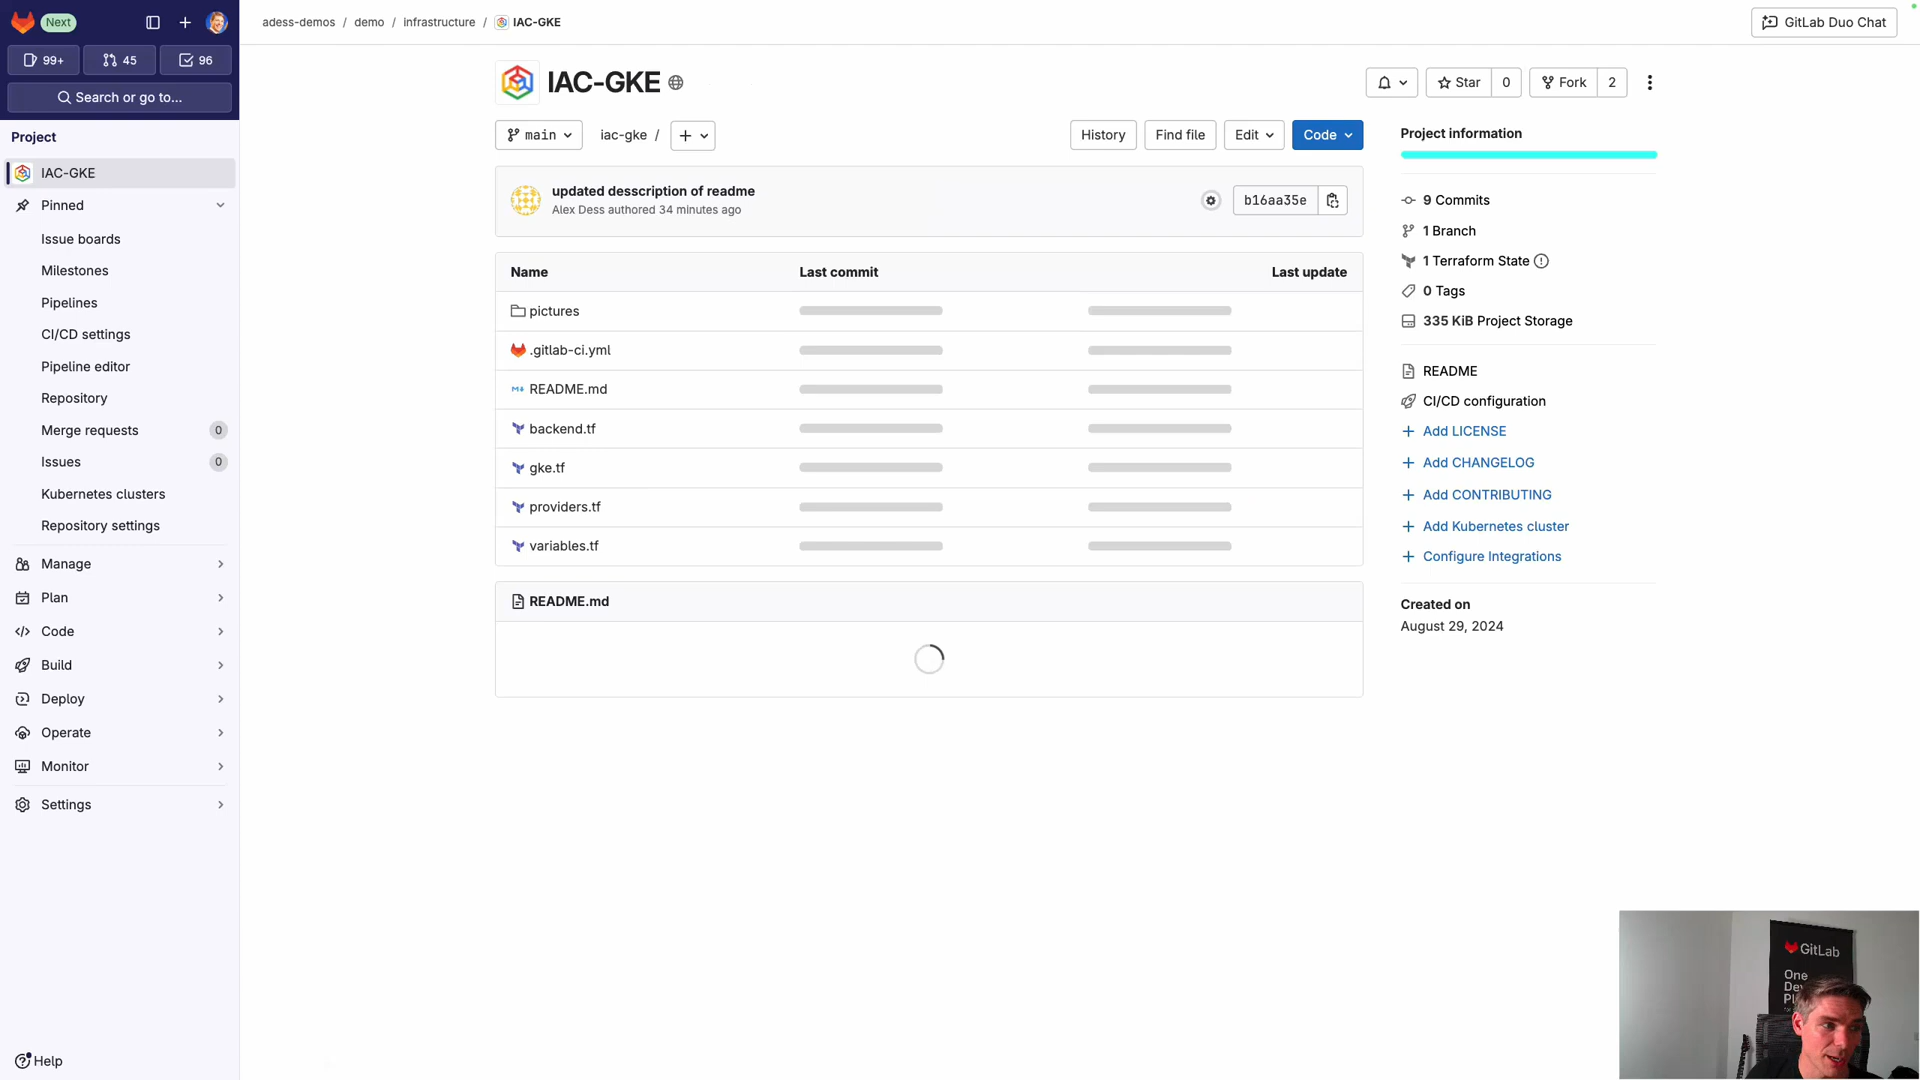 Next
99+
45
96
Search or go to...
Project
IAC-GKE
Pinned
Issue boards
Milestones
Pipelines
CI/CD settings
Pipeline editor
Repository
Merge requests 0
Issues 0
Kubernetes clusters
Repository settings
Manage
Plan
Code
Build
Deploy
Operate
Monitor
Settings
Help
adess-demos / demo / infrastructure / IAC-GKE
GitLab Duo Chat
IAC-GKE
Star 0
Fork 2
main
iac-gke /
History
Find file
Edit
Code
updated desscription of readme
Alex Dess authored 34 minutes ago
b16aa35e
Name Last commit Last update
pictures
.gitlab-ci.yml
README.md
backend.tf
gke.tf
providers.tf
variables.tf
README.md
Project information
9 Commits
1 Branch
1 Terraform State
0 Tags
335 KiB Project Storage
README
CI/CD configuration
Add LICENSE
Add CHANGELOG
Add CONTRIBUTING
Add Kubernetes cluster
Configure Integrations
Created on
August 29, 2024
GitLab
One